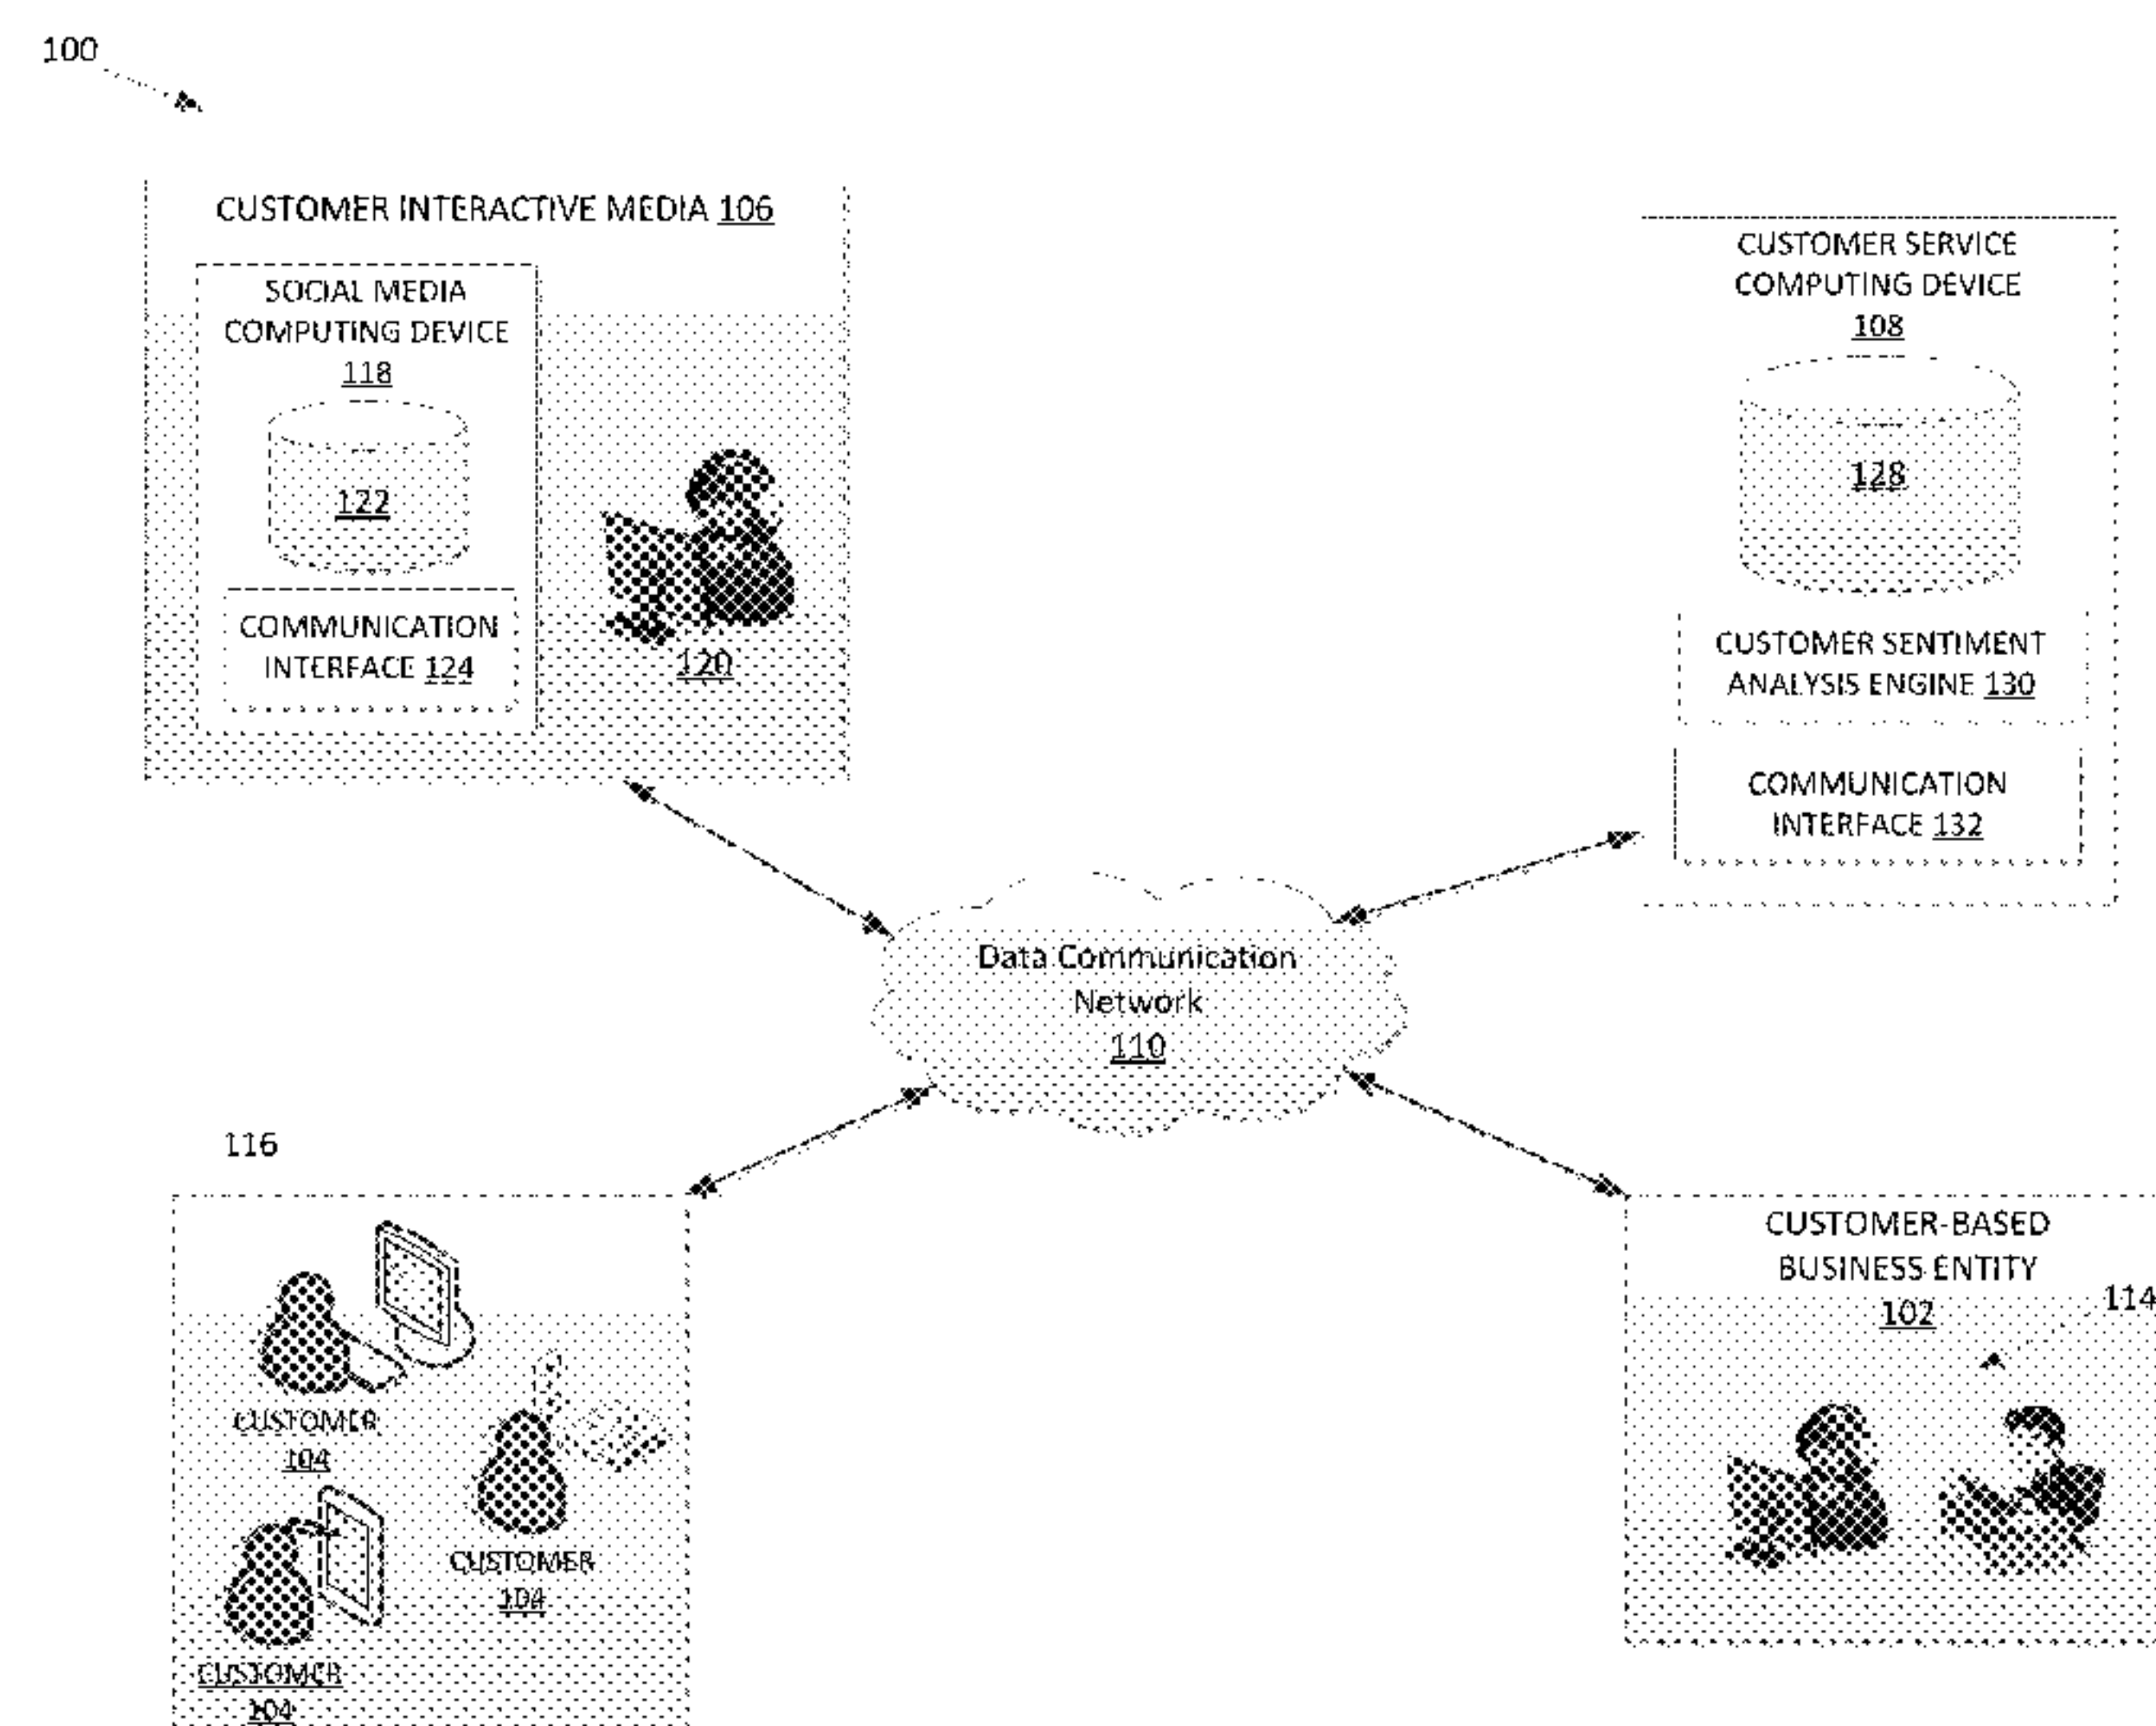 100
CUSTOMER INTERACTIVE MEDIA 106
SOCIAL MEDIA
COMPUTING DEVICE
118
122
COMMUNICATION
INTERFACE 124
120
CUSTOMER SERVICE
COMPUTING DEVICE
108
128
CUSTOMER SENTIMENT
ANALYSIS ENGINE 130
COMMUNICATION
INTERFACE 132
Data Communication
Network
110
116
CUSTOMER
104
CUSTOMER
104
CUSTOMER
104
CUSTOMER-BASED
BUSINESS ENTITY
102
114